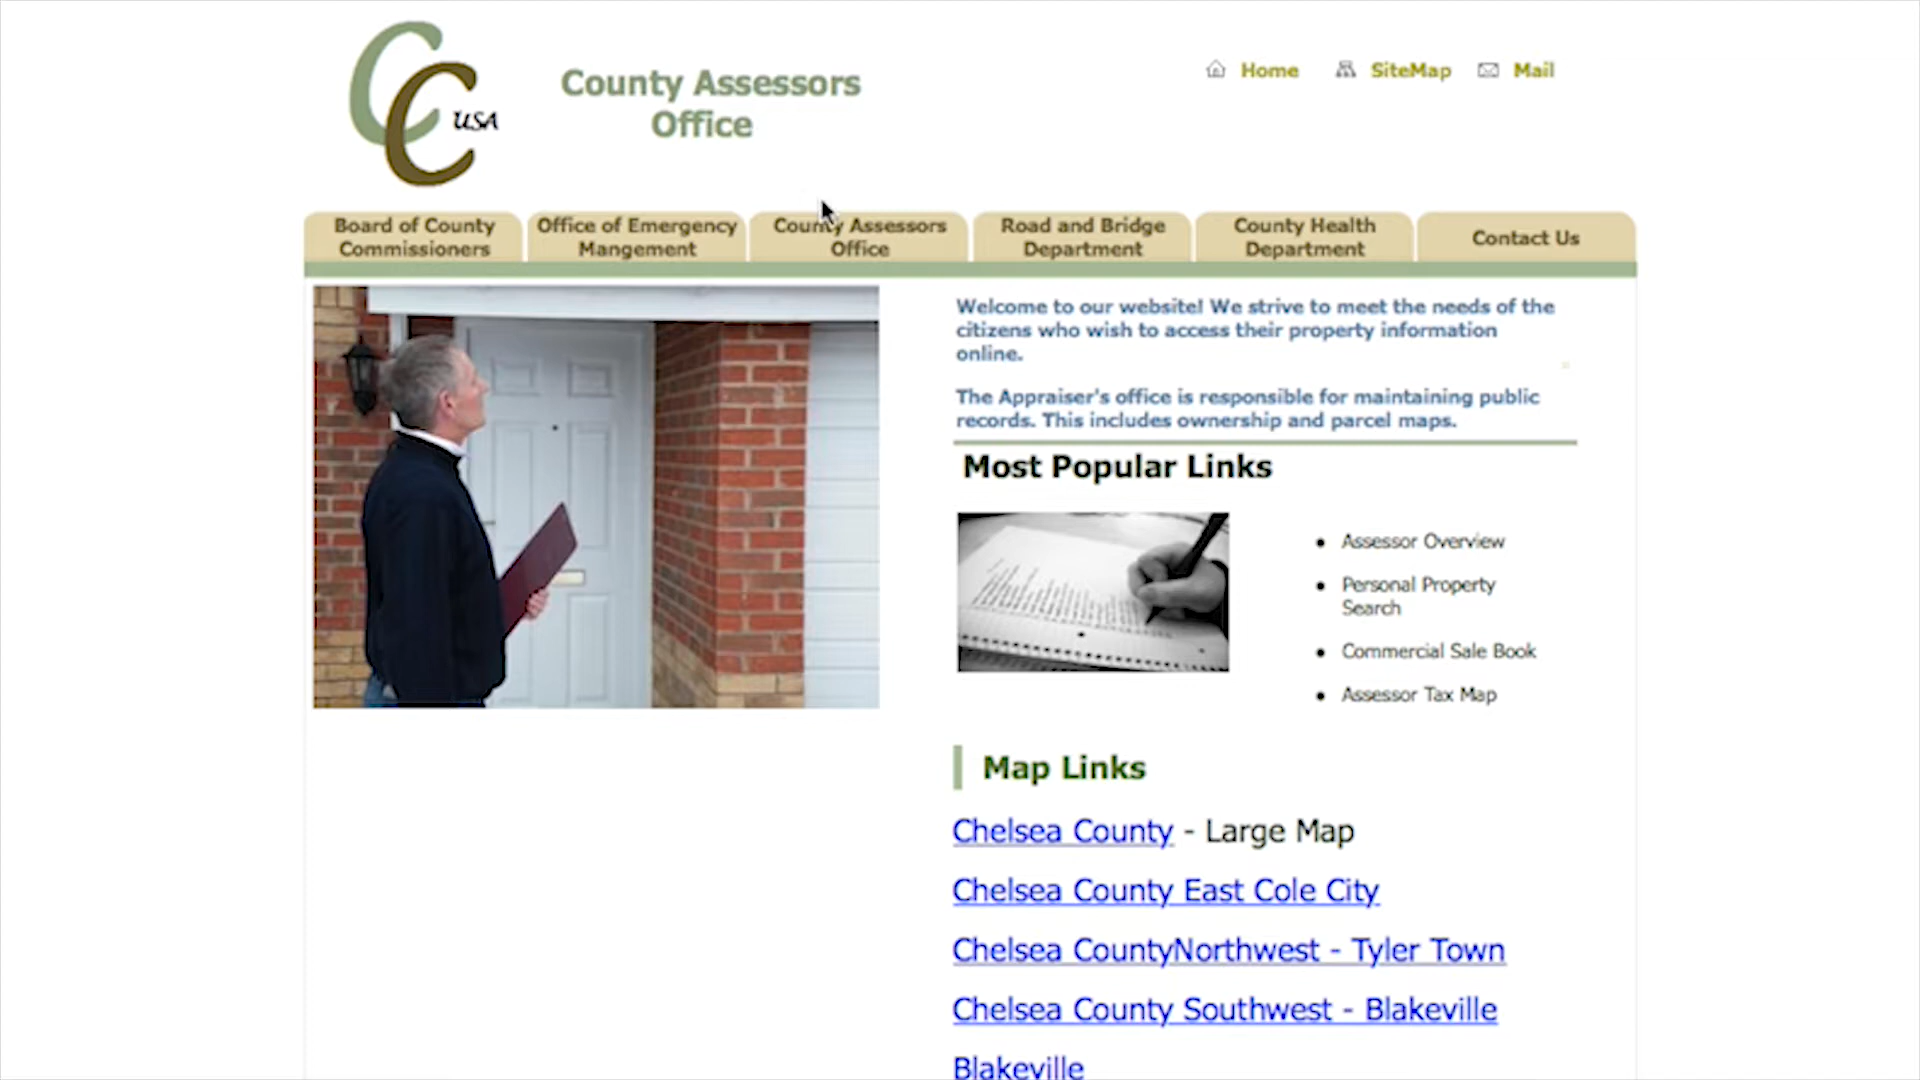 CC USA
County Assessors
Office
Home
SiteMap
Mail
Board of County
Commissioners
Office of Emergency
Mangement
County Assessors
Office
Road and Bridge
Department
County Health
Department
Contact Us
Welcome to our website! We strive to meet the needs of the
citizens who wish to access their property information
online.
The Appraiser's office is responsible for maintaining public
records. This includes ownership and parcel maps.
Most Popular Links
Assessor Overview
Personal Property
Search
Commercial Sale Book
Assessor Tax Map
Map Links
Chelsea County - Large Map
Chelsea County East Cole City
Chelsea CountyNorthwest - Tyler Town
Chelsea County Southwest - Blakeville
Blakeville